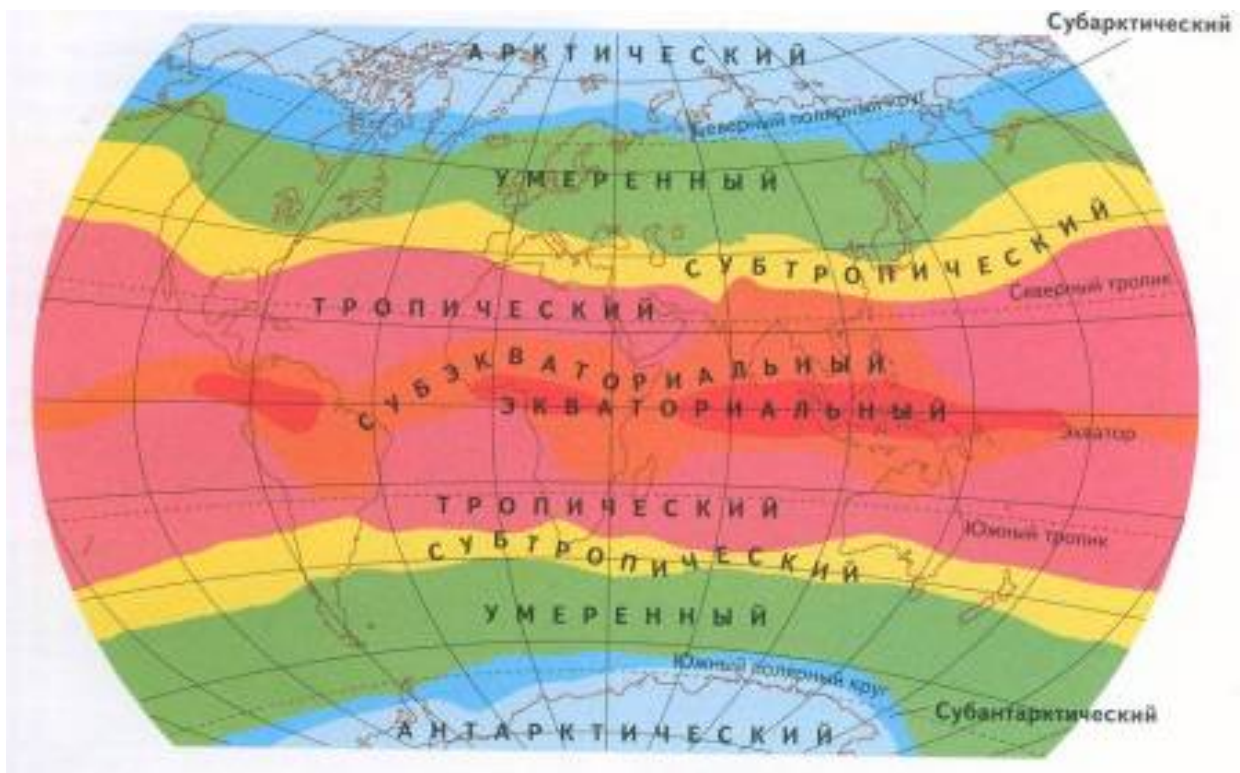 Субарктический
АРКТИЧЕСКИЙ
Северный полярный круг
УМЕРЕННЫЙ
СУБТРОПИЧЕСКИЙ
Северный тропик
ТРОПИЧЕСКИЙ
СУБЭКВАТОРИАЛЬНЫЙ
ЭКВАТОРИАЛЬНЫЙ
Экватор
ТРОПИЧЕСКИЙ
Южный тропик
СУБТРОПИЧЕСКИЙ
УМЕРЕННЫЙ
Южный полярный круг
Субантарктический
АНТАРКТИЧЕСКИЙ